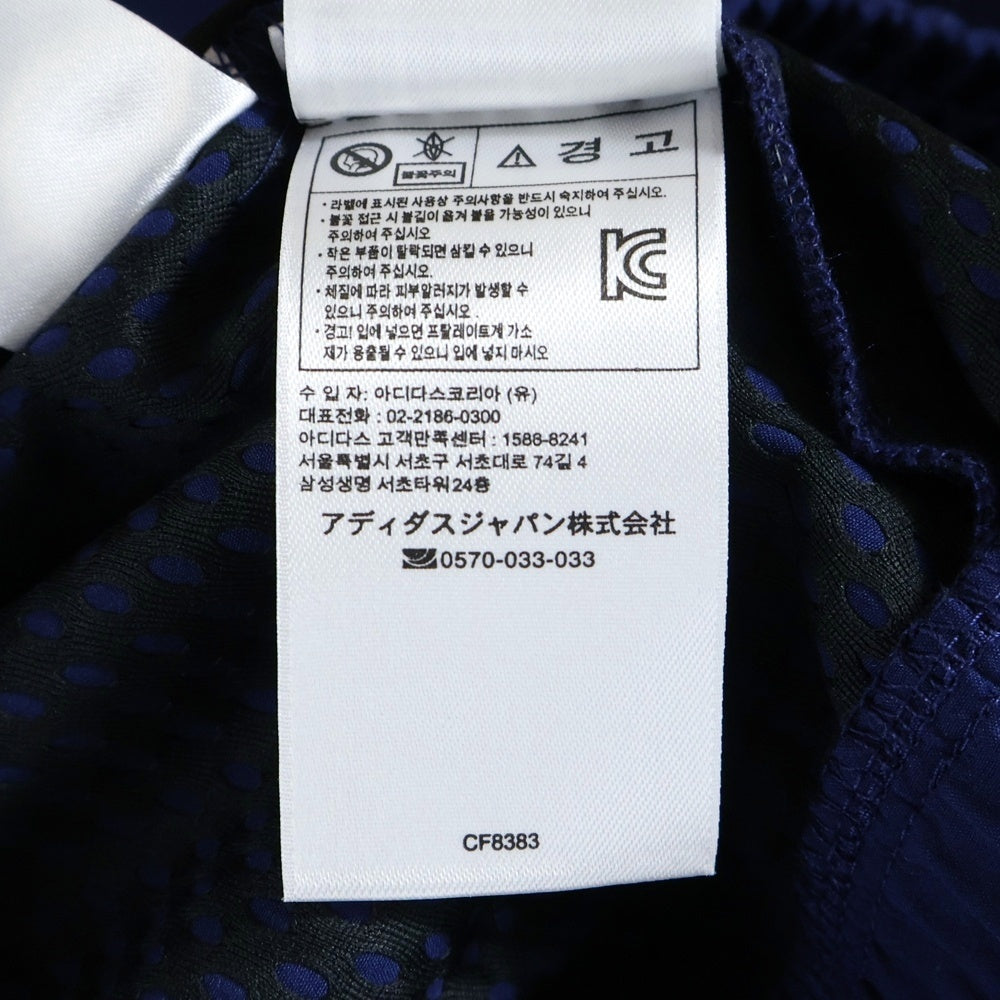 경 고
불꽃주의
· 라벨에 표시된 사용상 주의사항을 반드시 숙지하여 주십시오.
· 불꽃 접근 시 불길이 옮겨 붙을 가능성이 있으니
주의하여 주십시오
· 작은 부품이 탈락되면 삼킬 수 있으니
주의하여 주십시오.
· 체질에 따라 피부알러지가 발생할 수
있으니 주의하여 주십시오 .
· 경고! 입에 넣으면 프탈레이트계 가소
제가 용출될 수 있으니 입에 넣지 마시오
KC
수 입 자: 아디다스코리아 (유)
대표전화 : 02-2186-0300
아디다스 고객만족센터 : 1588-8241
서울특별시 서초구 서초대로 74길 4
삼성생명 서초타워24층
アディダスジャパン株式会社
0570-033-033
CF8383